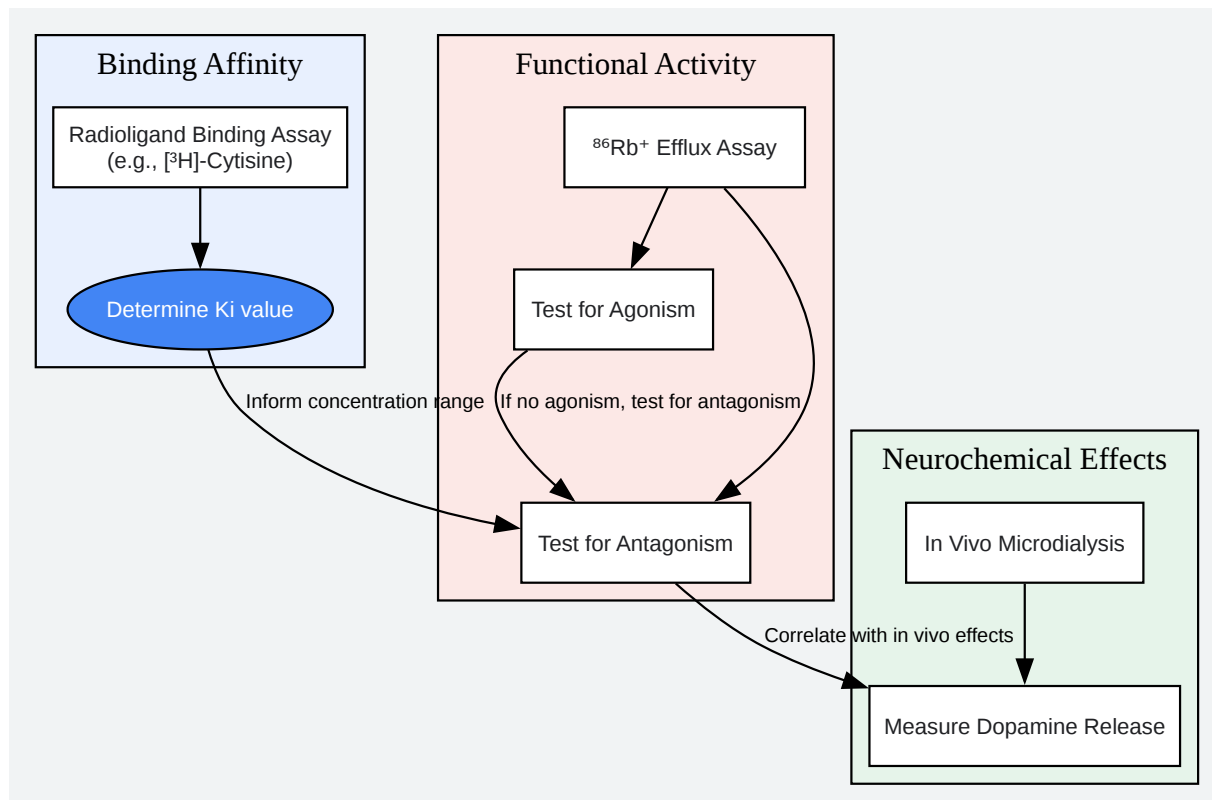 Binding Affinity
Radioligand Binding Assay
(e.g., [³H]-Cytisine)
Determine Ki value
Functional Activity
⁸⁶Rb⁺ Efflux Assay
Test for Agonism
Inform concentration range
If no agonism, test for antagonism
Test for Antagonism
Neurochemical Effects
In Vivo Microdialysis
Correlate with in vivo effects
Measure Dopamine Release